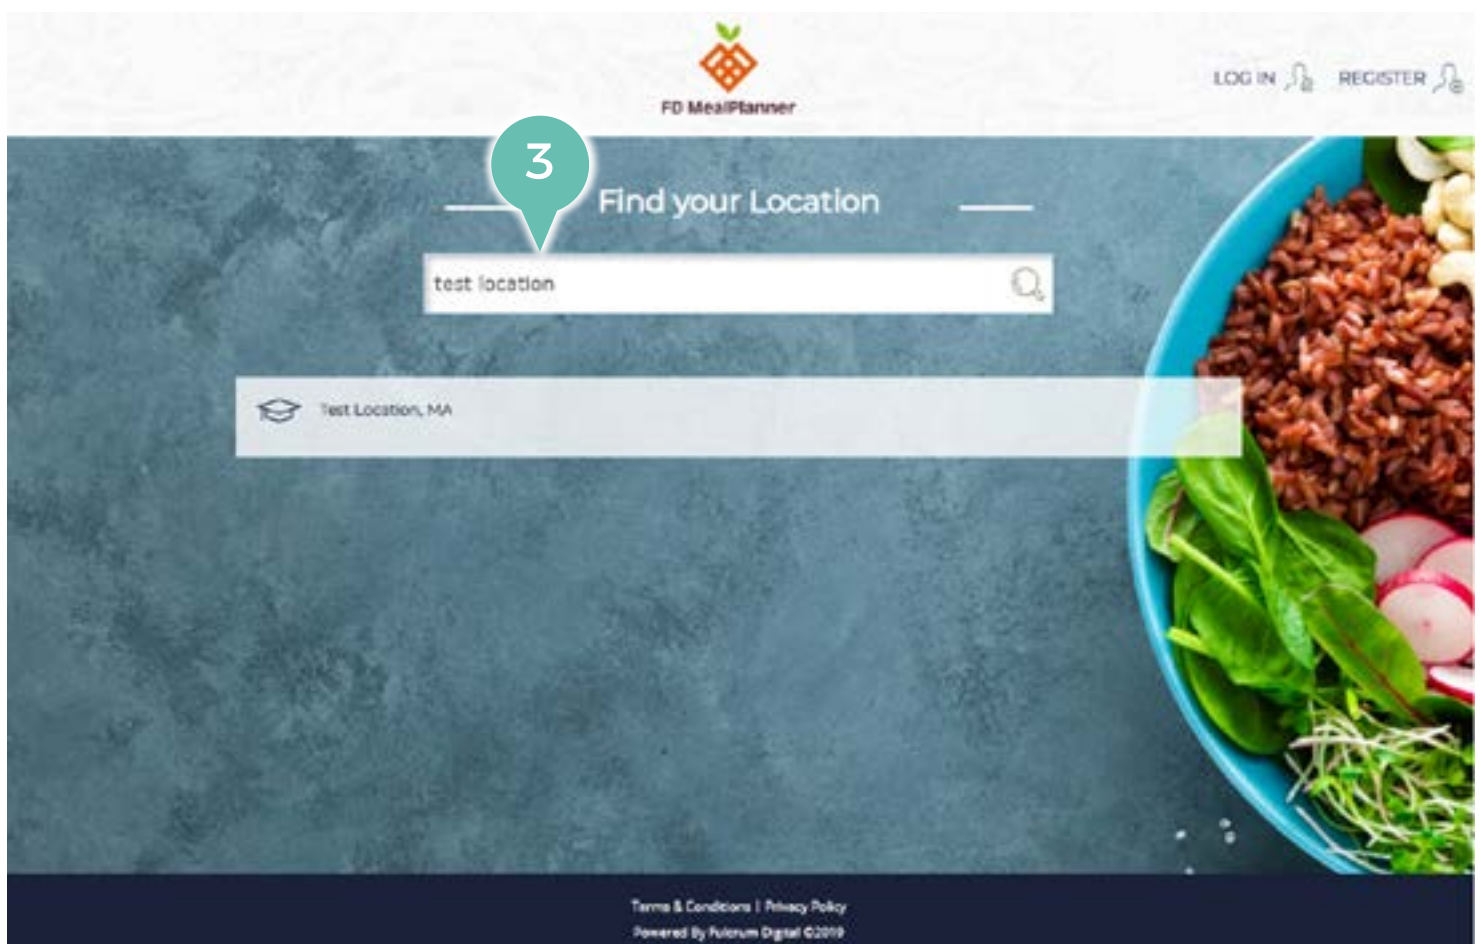 FD MealPlanner
LOG IN
REGISTER
3
Find your Location
test location
Test Location, MA
Terms & Conditions | Privacy Policy
Powered By Fulcrum Digital ©2019